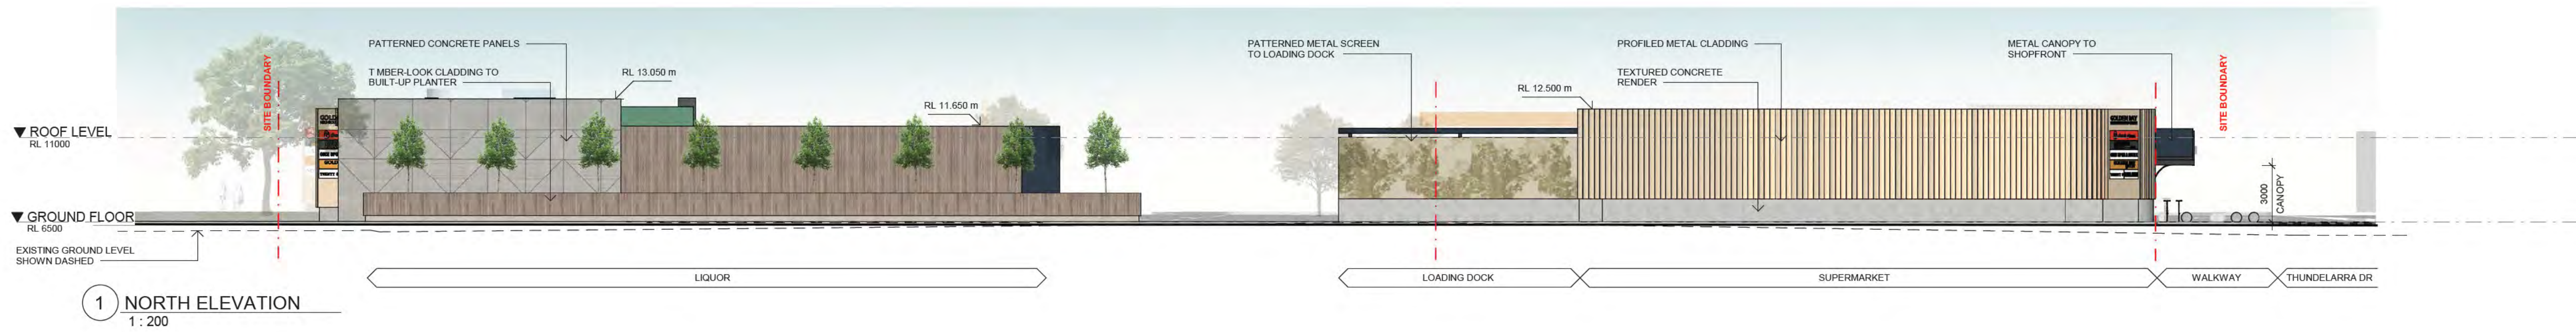 PATTERNED CONCRETE PANELS
T MBER-LOOK CLADDING TO
BUILT-UP PLANTER
RL 13.050 m
RL 11.650 m
PATTERNED METAL SCREEN
TO LOADING DOCK
RL 12.500 m
PROFILED METAL CLADDING
TEXTURED CONCRETE
RENDER
METAL CANOPY TO
SHOPFRONT
SITE BOUNDARY
SITE BOUNDARY
GOLDEN BAY
ROOF LEVEL
RL 11000
GROUND FLOOR
RL 6500
EXISTING GROUND LEVEL
SHOWN DASHED
3000
CANOPY
LIQUOR
LOADING DOCK
SUPERMARKET
WALKWAY
THUNDELARRA DR
1 NORTH ELEVATION
1 : 200